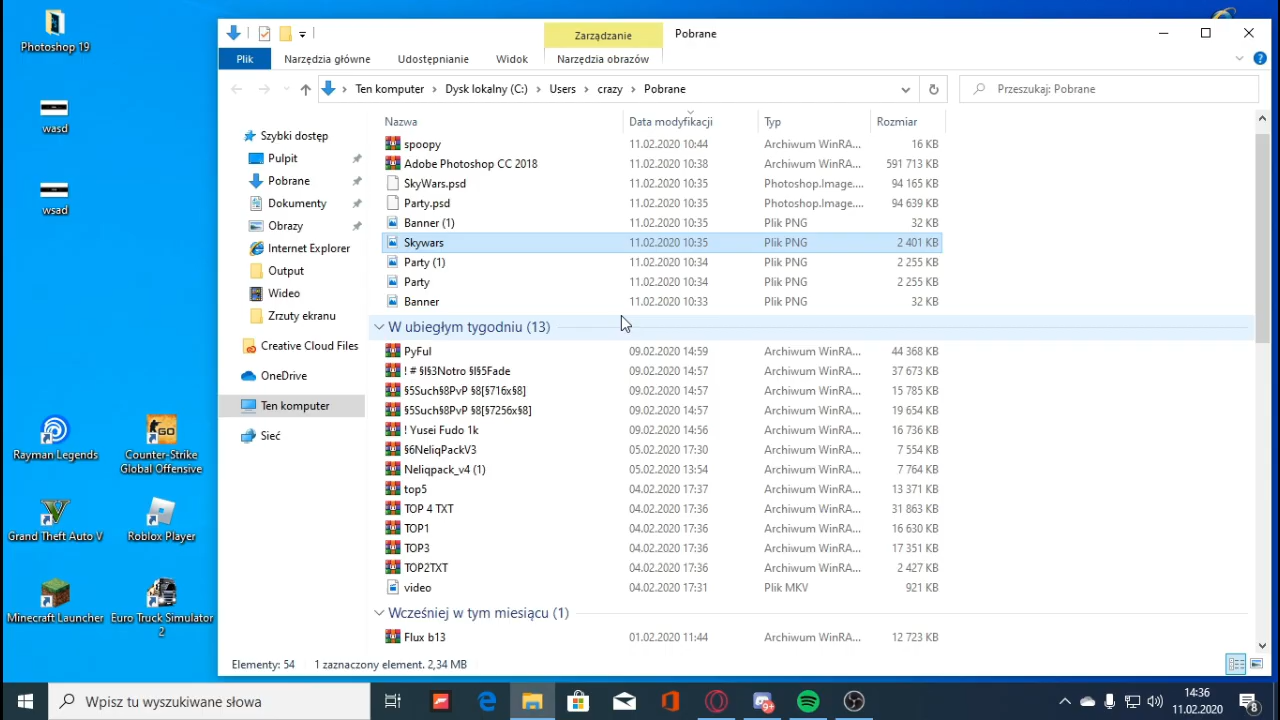 Photoshop 19
wasd
wsad
Rayman Legends
Counter-Strike
Global Offensive
Grand Theft Auto V
Roblox Player
Minecraft Launcher
Euro Truck Simulator
2
Zarządzanie
Pobrane
Plik
Narzędzia główne
Udostępnianie
Widok
Narzędzia obrazów
Ten komputer > Dysk lokalny (C:) > Users > crazy > Pobrane
Przeszukaj: Pobrane
Szybki dostęp
Pulpit
Pobrane
Dokumenty
Obrazy
Internet Explorer
Output
Wideo
Zrzuty ekranu
Creative Cloud Files
OneDrive
Ten komputer
Sieć
Nazwa Data modyfikacji Typ Rozmiar
spoopy 11.02.2020 10:44 Archiwum WinRA... 16 KB
Adobe Photoshop CC 2018 11.02.2020 10:38 Archiwum WinRA... 591 713 KB
SkyWars.psd 11.02.2020 10:35 Photoshop.Image.... 94 165 KB
Party.psd 11.02.2020 10:35 Photoshop.Image.... 94 639 KB
Banner (1) 11.02.2020 10:35 Plik PNG 32 KB
Skywars 11.02.2020 10:35 Plik PNG 2 401 KB
Party (1) 11.02.2020 10:34 Plik PNG 2 255 KB
Party 11.02.2020 10:34 Plik PNG 2 255 KB
Banner 11.02.2020 10:33 Plik PNG 32 KB
W ubiegłym tygodniu (13)
PyFul 09.02.2020 14:59 Archiwum WinRA... 44 368 KB
! # §l§3Notro §l§5Fade 09.02.2020 14:57 Archiwum WinRA... 37 673 KB
§5Such§8PvP §8[§716x§8] 09.02.2020 14:57 Archiwum WinRA... 15 785 KB
§5Such§8PvP §8[§7256x§8] 09.02.2020 14:57 Archiwum WinRA... 19 654 KB
! Yusei Fudo 1k 09.02.2020 14:56 Archiwum WinRA... 16 736 KB
§6NeliqPackV3 05.02.2020 17:30 Archiwum WinRA... 7 554 KB
Neliqpack_v4 (1) 05.02.2020 13:54 Archiwum WinRA... 7 764 KB
top5 04.02.2020 17:37 Archiwum WinRA... 13 371 KB
TOP 4 TXT 04.02.2020 17:36 Archiwum WinRA... 31 863 KB
TOP1 04.02.2020 17:36 Archiwum WinRA... 16 630 KB
TOP3 04.02.2020 17:36 Archiwum WinRA... 17 351 KB
TOP2TXT 04.02.2020 17:36 Archiwum WinRA... 2 427 KB
video 04.02.2020 17:31 Plik MKV 921 KB
Wcześniej w tym miesiącu (1)
Flux b13 01.02.2020 11:44 Archiwum WinRA... 12 723 KB
Elementy: 54 1 zaznaczony element. 2,34 MB
Wpisz tu wyszukiwane słowa
9+
14:36
11.02.2020
8